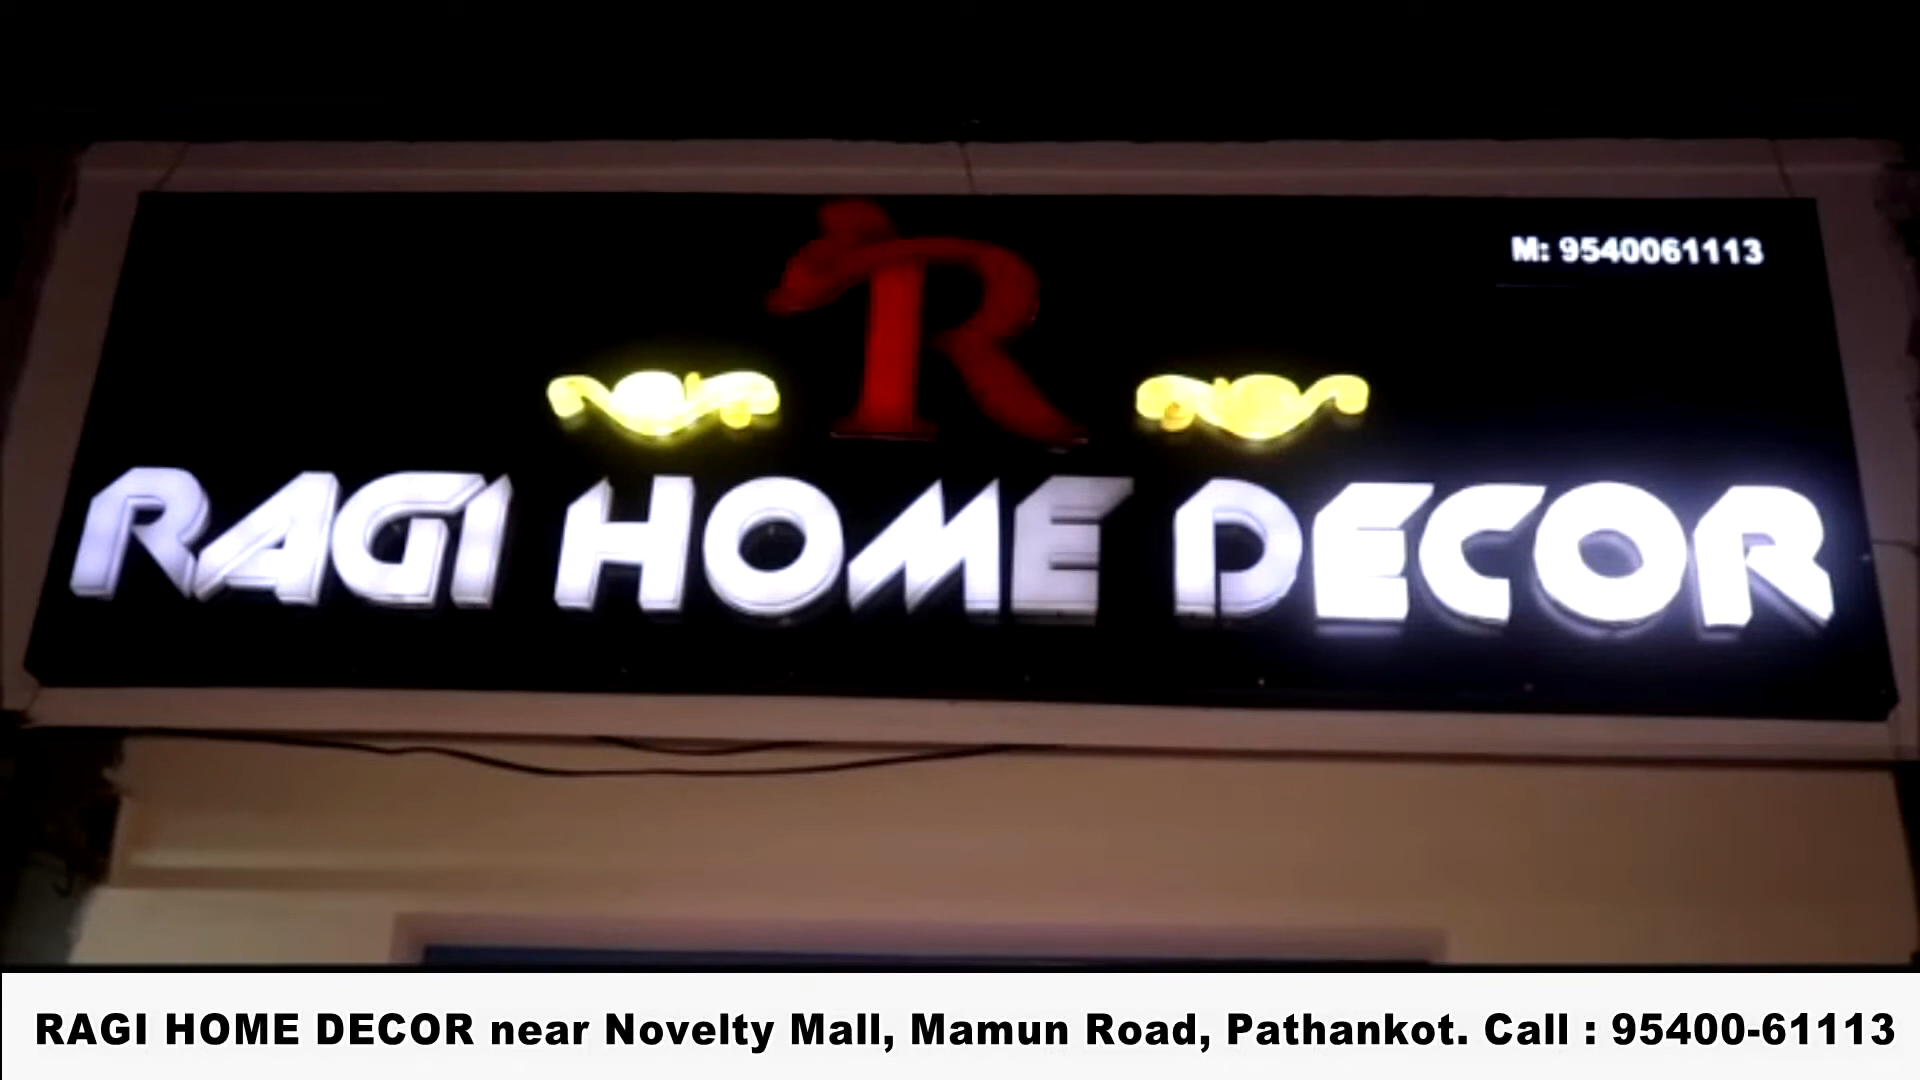 R
M: 9540061113
RAGI HOME DECOR
RAGI HOME DECOR near Novelty Mall, Mamun Road, Pathankot. Call : 95400-61113